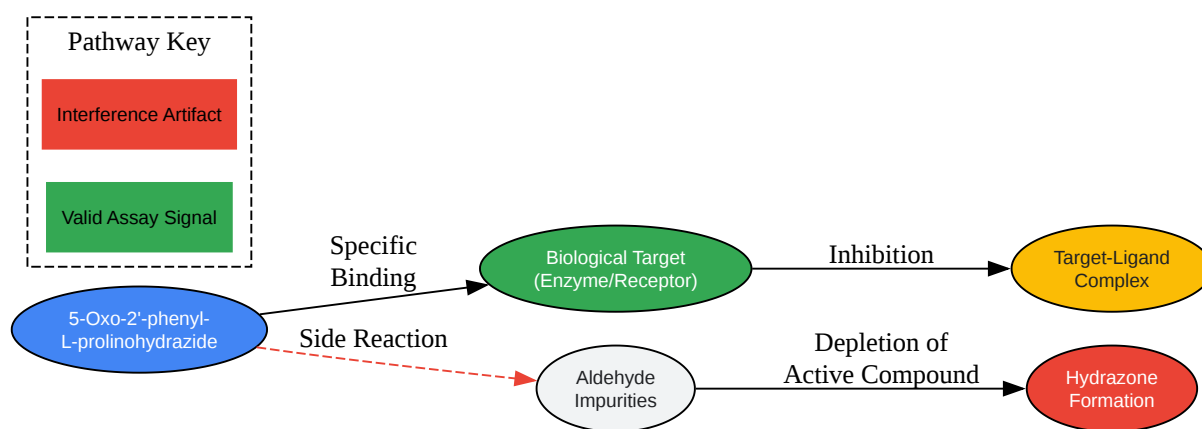 Pathway Key
Interference Artifact
Valid Assay Signal
5-Oxo-2'-phenyl-
L-prolinohydrazide
Specific
Binding
Biological Target
(Enzyme/Receptor)
Inhibition
Target-Ligand
Complex
Side Reaction
Aldehyde
Impurities
Depletion of
Active Compound
Hydrazone
Formation